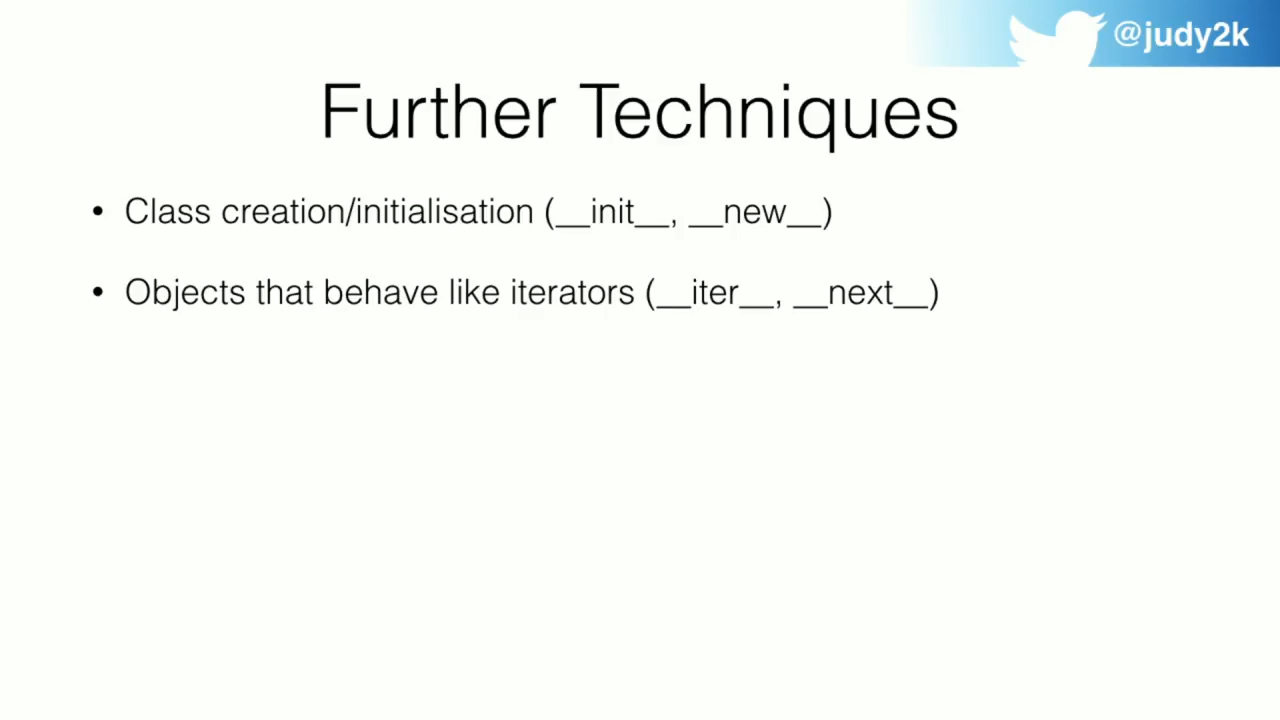 @judy2k
Further Techniques
• Class creation/initialisation (__init__, __new__)
• Objects that behave like iterators (__iter__, __next__)